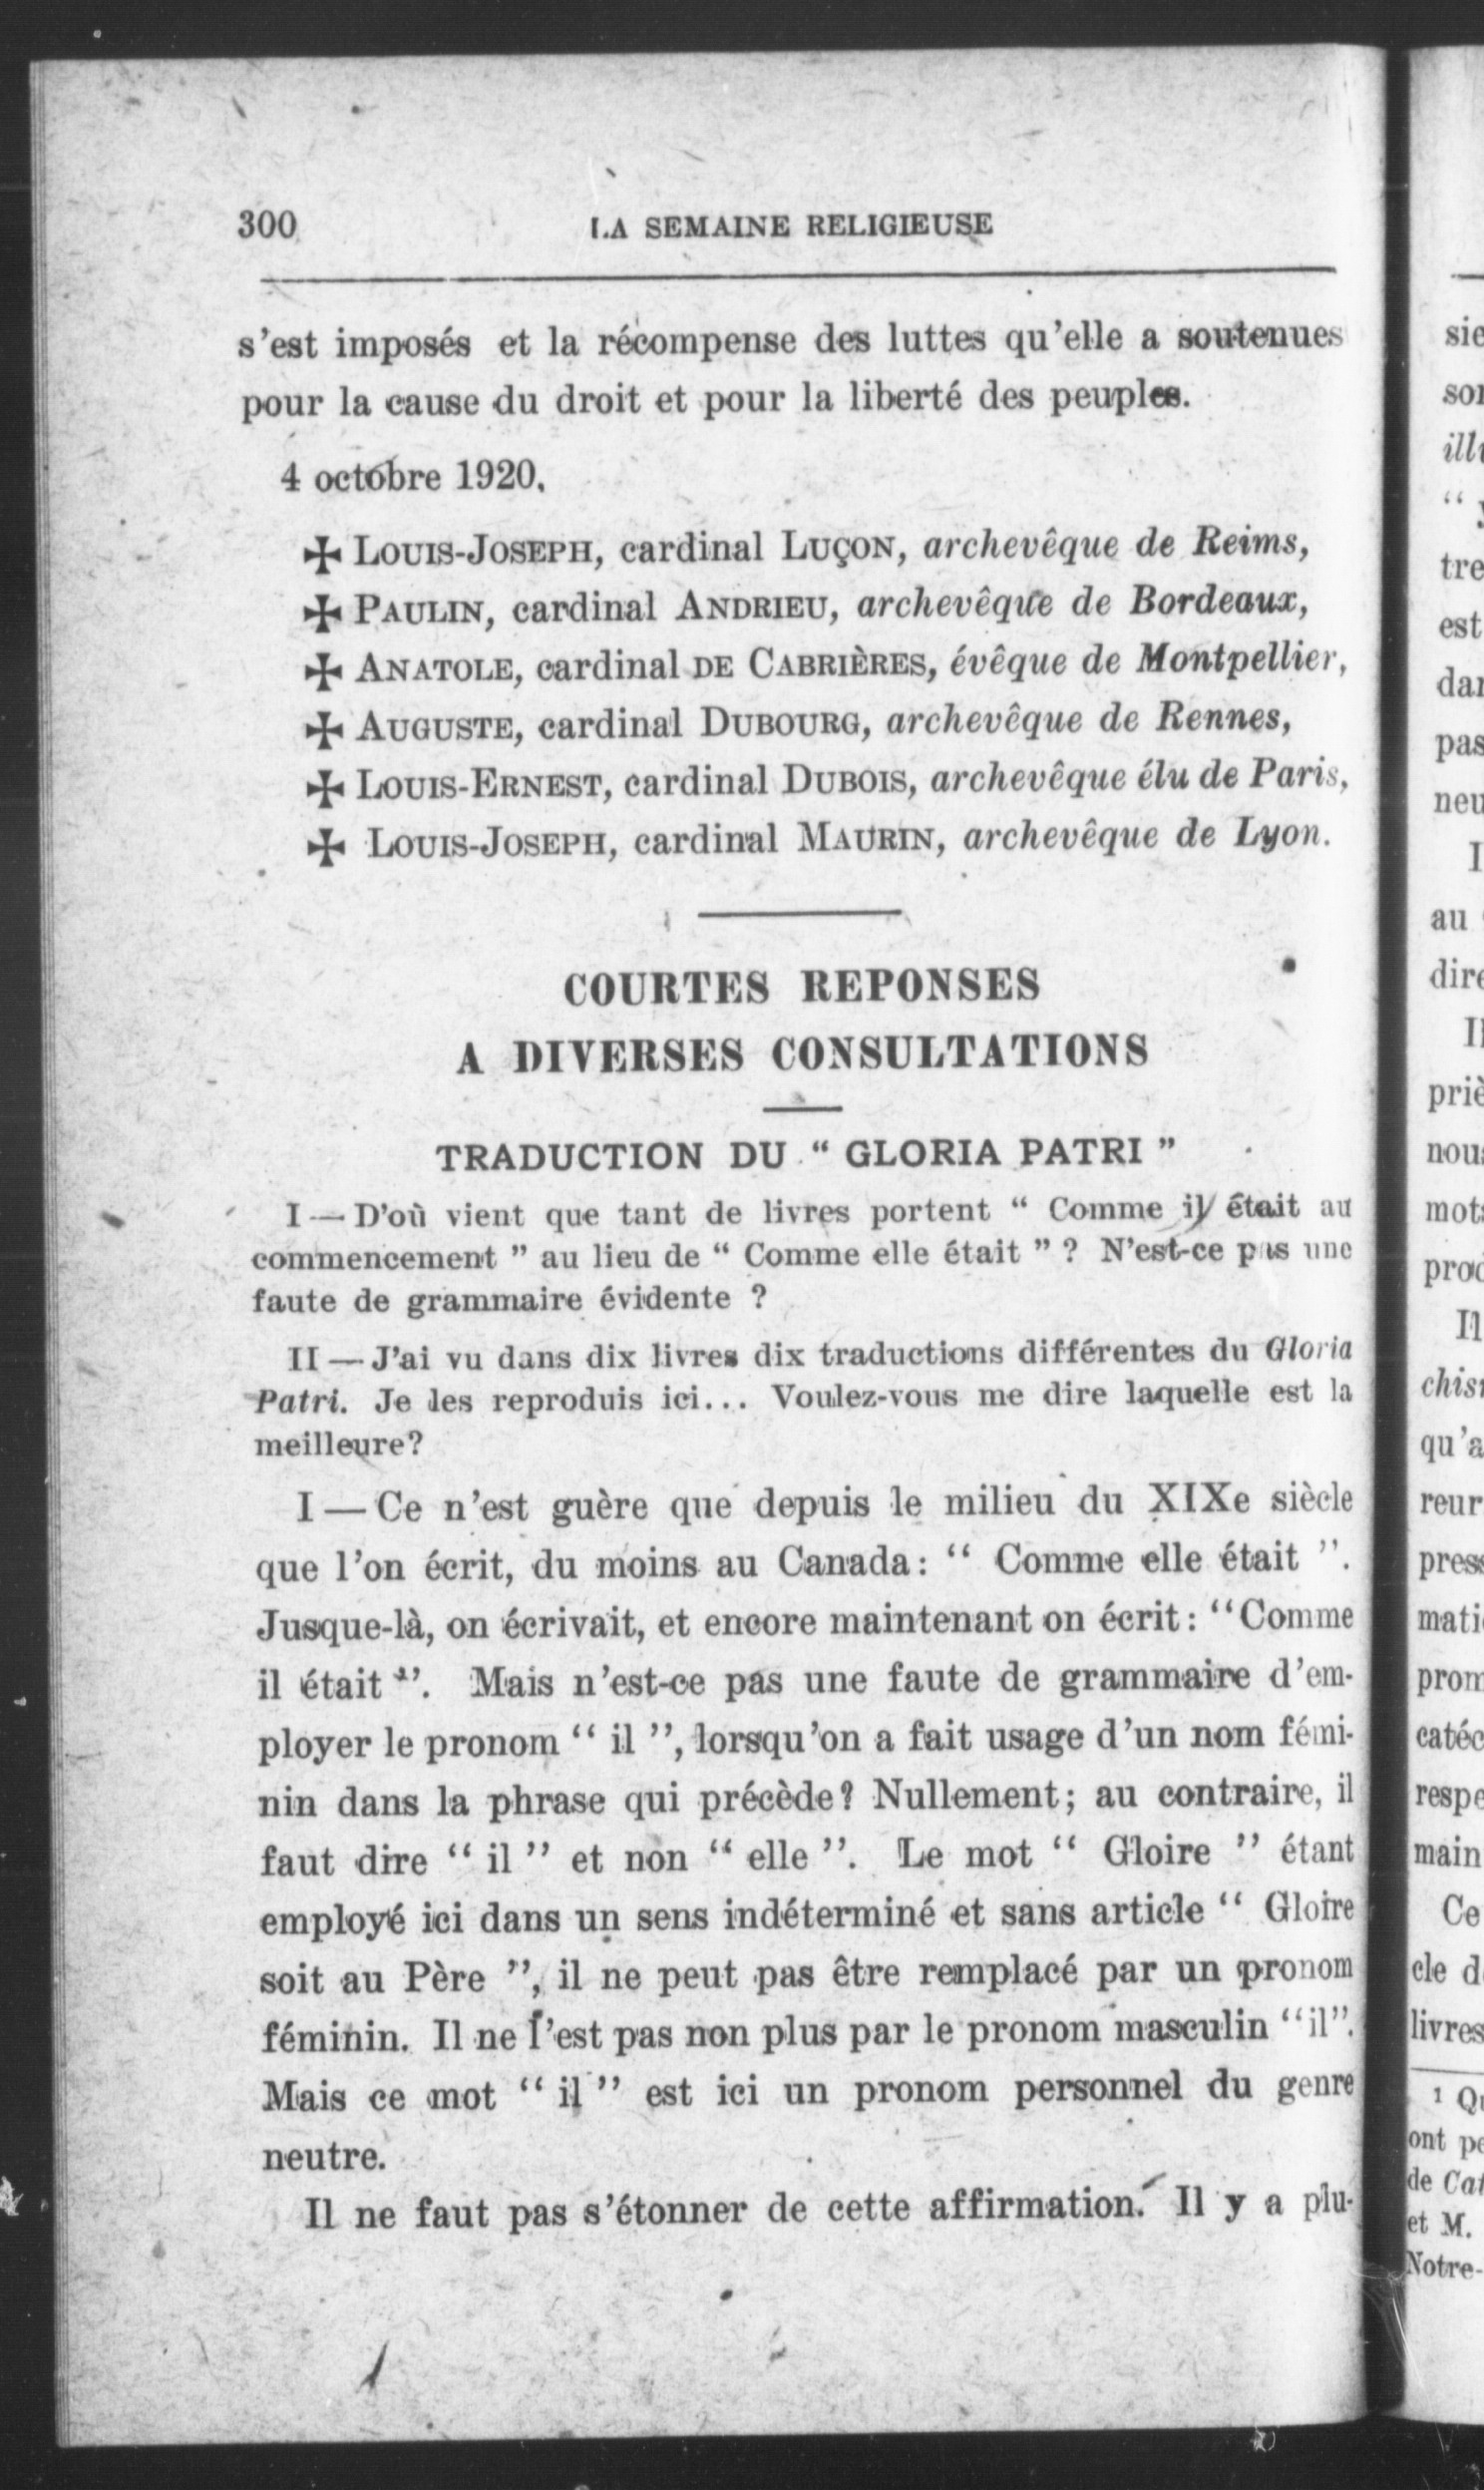 300
LA SEMAINE RELIGIEUSE
s'est imposés et la récompense des luttes qu'elle a soutenues
pour la cause du droit et pour la liberté des peuples.
4 octobre 1920.
✠ LOUIS-JOSEPH, cardinal LUÇON, archevêque de Reims,
✠ PAULIN, cardinal ANDRIEU, archevêque de Bordeaux,
✠ ANATOLE, cardinal DE CABRIÈRES, évêque de Montpellier,
✠ AUGUSTE, cardinal DUBOURG, archevêque de Rennes,
✠ LOUIS-ERNEST, cardinal DUBOIS, archevêque élu de Paris,
✠ LOUIS-JOSEPH, cardinal MAURIN, archevêque de Lyon.
COURTES REPONSES
A DIVERSES CONSULTATIONS
TRADUCTION DU " GLORIA PATRI "
I — D'où vient que tant de livres portent " Comme il était au
commencement " au lieu de " Comme elle était " ? N'est-ce pas une
faute de grammaire évidente ?
II — J'ai vu dans dix livres dix traductions différentes du Gloria
Patri. Je les reproduis ici... Voulez-vous me dire laquelle est la
meilleure?
I — Ce n'est guère que depuis le milieu du XIXe siècle
que l'on écrit, du moins au Canada: " Comme elle était ".
Jusque-là, on écrivait, et encore maintenant on écrit: "Comme
il était ¹". Mais n'est-ce pas une faute de grammaire d'em-
ployer le pronom " il ", lorsqu'on a fait usage d'un nom fémi-
nin dans la phrase qui précède? Nullement; au contraire, il
faut dire " il " et non " elle ". Le mot " Gloire " étant
employé ici dans un sens indéterminé et sans article " Gloire
soit au Père ", il ne peut pas être remplacé par un pronom
féminin. Il ne l'est pas non plus par le pronom masculin "il".
Mais ce mot " il " est ici un pronom personnel du genre
neutre.
Il ne faut pas s'étonner de cette affirmation. Il y a plu-